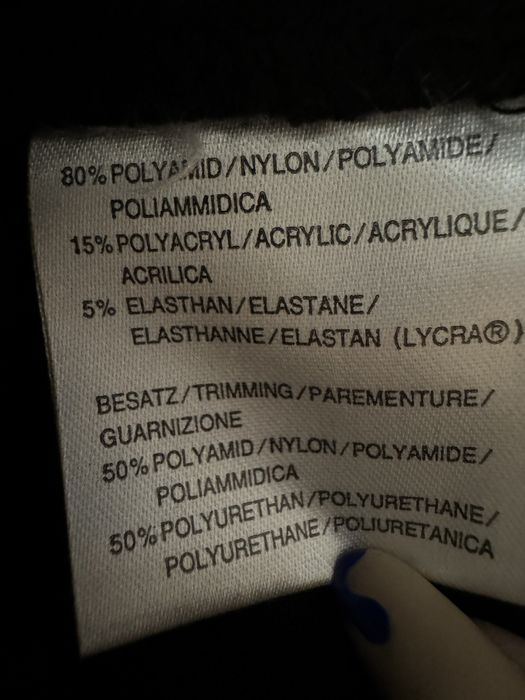 80% POLYAMID/NYLON/POLYAMIDE/
POLIAMMIDICA
15% POLYACRYL/ACRYLIC/ACRYLIQUE/
ACRILICA
5% ELASTHAN/ELASTANE/
ELASTHANNE/ELASTAN (LYCRA®)
BESATZ/TRIMMING/PAREMENTURE/
GUARNIZIONE
50% POLYAMID/NYLON/POLYAMIDE/
POLIAMMIDICA
50% POLYURETHAN/POLYURETHANE/
POLYURETHANE/POLIURETANICA